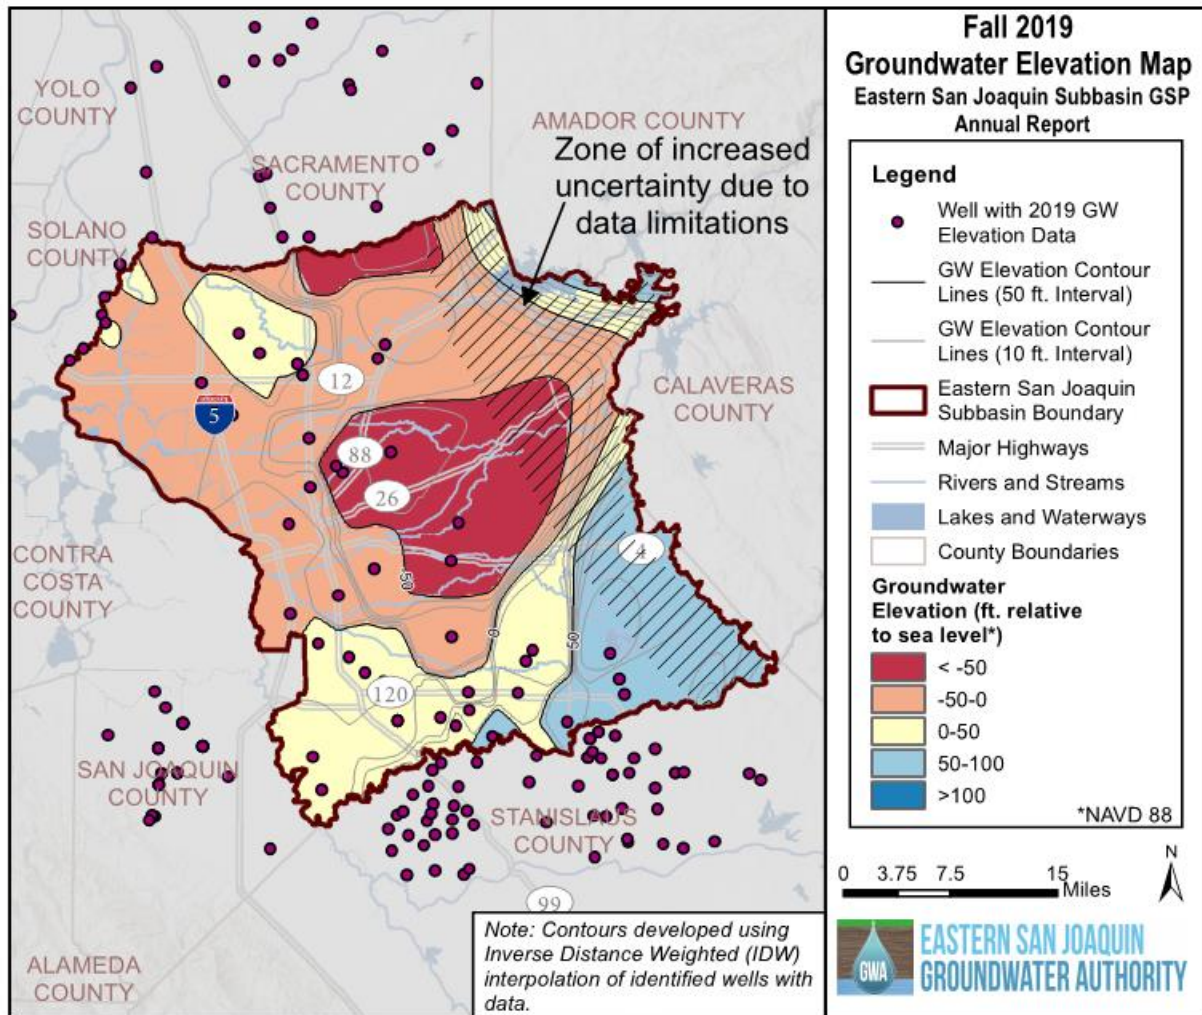 YOLO
COUNTY
AMADOR COUNTY
Zone of increased
uncertainty due to
data limitations
SACRAMENTO
COUNTY
SOLANO
COUNTY
12
CALAVERAS
COUNTY
5
88
26
CONTRA
COSTA
COUNTY
4
-50
0
50
120
SAN JOAQUIN
COUNTY
STANISLAUS
COUNTY
99
ALAMEDA
COUNTY
Note: Contours developed using
Inverse Distance Weighted (IDW)
interpolation of identified wells with
data.
Fall 2019
Groundwater Elevation Map
Eastern San Joaquin Subbasin GSP
Annual Report
Legend
Well with 2019 GW
Elevation Data
GW Elevation Contour
Lines (50 ft. Interval)
GW Elevation Contour
Lines (10 ft. Interval)
Eastern San Joaquin
Subbasin Boundary
Major Highways
Rivers and Streams
Lakes and Waterways
County Boundaries
Groundwater
Elevation (ft. relative
to sea level*)
< -50
-50-0
0-50
50-100
>100
*NAVD 88
0 3.75 7.5 15
Miles
N
GWA
EASTERN SAN JOAQUIN
GROUNDWATER AUTHORITY